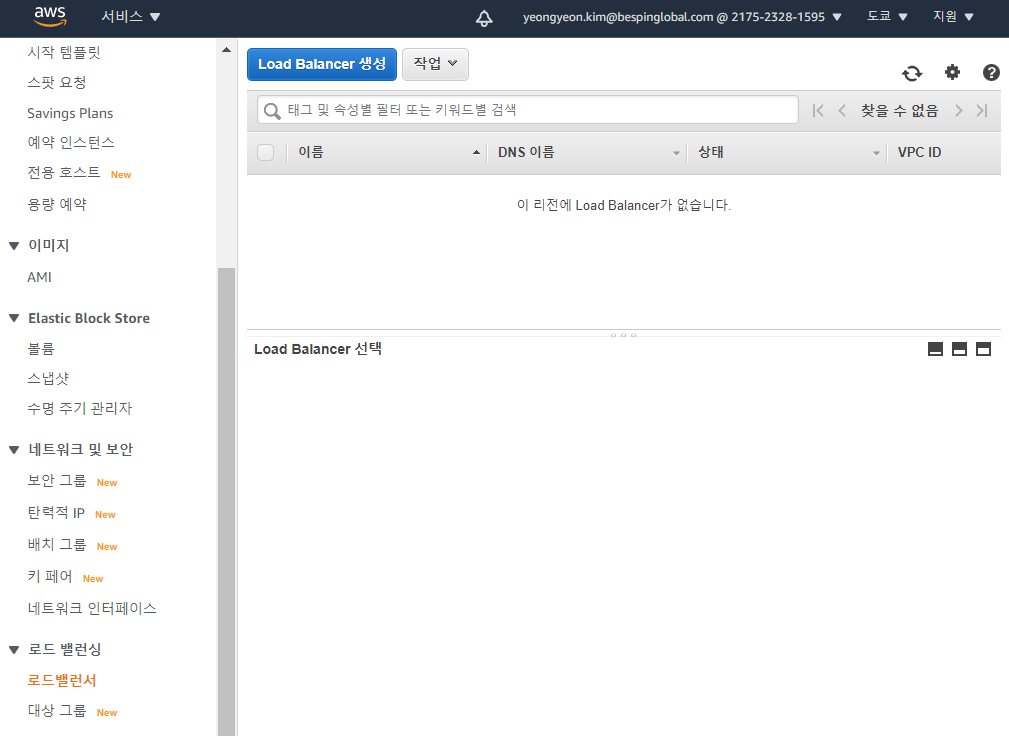 aws
서비스
yeongyeon.kim@bespinglobal.com @ 2175-2328-1595
도쿄
지원
시작 템플릿
스팟 요청
Savings Plans
예약 인스턴스
전용 호스트 New
용량 예약
이미지
AMI
Elastic Block Store
볼륨
스냅샷
수명 주기 관리자
네트워크 및 보안
보안 그룹 New
탄력적 IP New
배치 그룹 New
키 페어 New
네트워크 인터페이스
로드 밸런싱
로드밸런서
대상 그룹 New
Load Balancer 생성
작업
태그 및 속성별 필터 또는 키워드별 검색
찾을 수 없음
이름
DNS 이름
상태
VPC ID
이 리전에 Load Balancer가 없습니다.
Load Balancer 선택